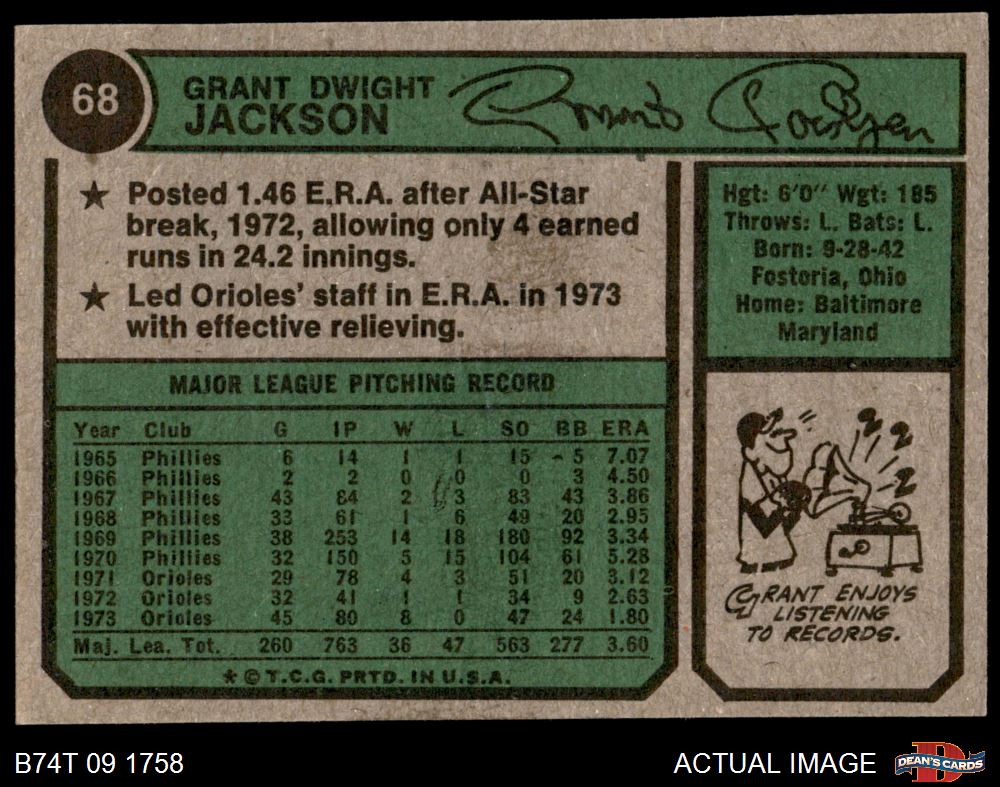 68
GRANT DWIGHT
JACKSON
Grant Jackson
★ Posted 1.46 E.R.A. after All-Star
break, 1972, allowing only 4 earned
runs in 24.2 innings.
★ Led Orioles' staff in E.R.A. in 1973
with effective relieving.
Hgt: 6'0" Wgt: 185
Throws: L. Bats: L.
Born: 9-28-42
Fostoria, Ohio
Home: Baltimore
Maryland
MAJOR LEAGUE PITCHING RECORD
Year Club G IP W L SO BB ERA
1965 Phillies 6 14 1 1 15 5 7.07
1966 Phillies 2 2 0 0 0 3 4.50
1967 Phillies 43 84 2 3 83 43 3.86
1968 Phillies 33 61 1 6 49 20 2.95
1969 Phillies 38 253 14 18 180 92 3.34
1970 Phillies 32 150 5 15 104 61 5.28
1971 Orioles 29 78 4 3 51 20 3.12
1972 Orioles 32 41 1 1 34 9 2.63
1973 Orioles 45 80 8 0 47 24 1.80
Maj. Lea. Tot. 260 763 36 47 563 277 3.60
★ © T.C.G. PRTD. IN U.S.A.
Z Z Z
GRANT ENJOYS
LISTENING
TO RECORDS.
B74T 09 1758
ACTUAL IMAGE
D
DEAN'S CARDS